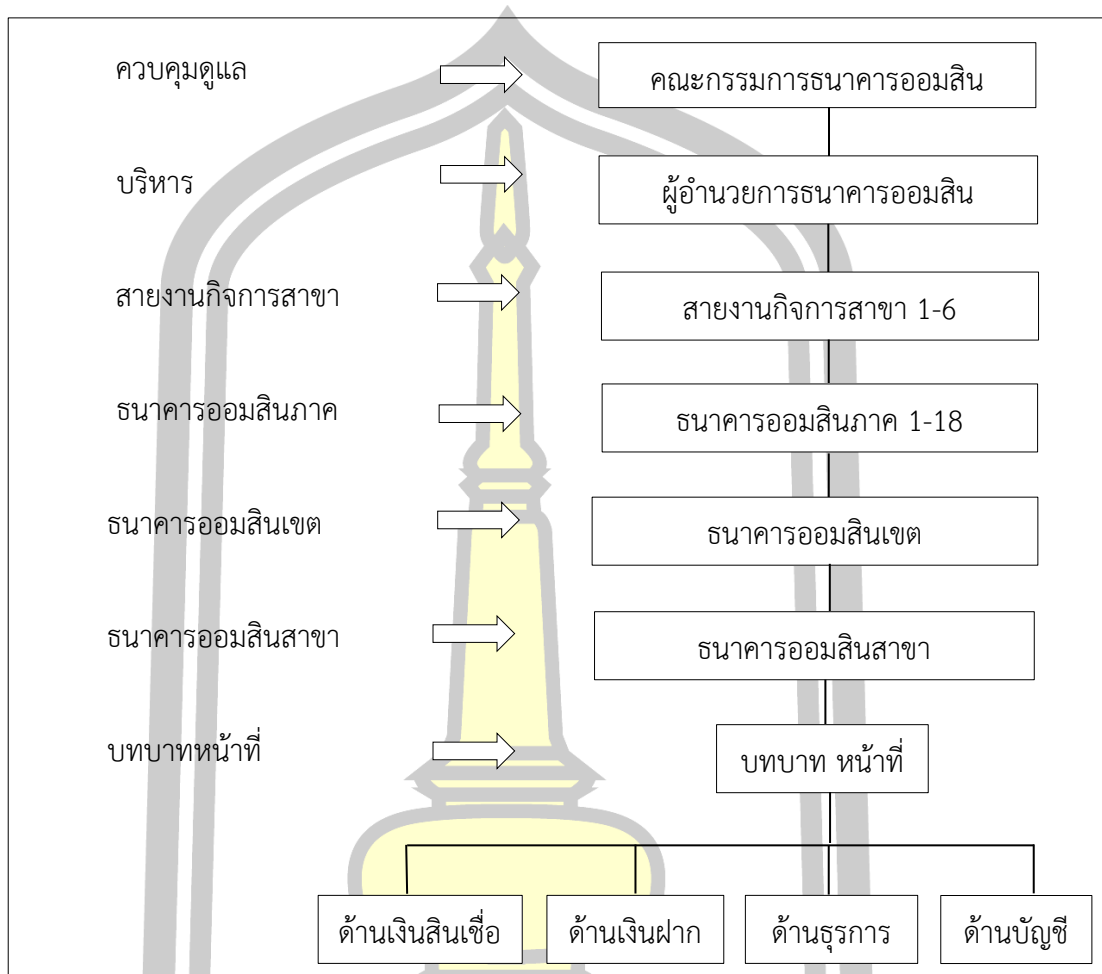 ควบคุมดูแล คณะกรรมการธนาคารออมสิน
บริหาร ผู้อำนวยการธนาคารออมสิน
สายงานกิจการสาขา สายงานกิจการสาขา 1-6
ธนาคารออมสินภาค ธนาคารออมสินภาค 1-18
ธนาคารออมสินเขต ธนาคารออมสินเขต
ธนาคารออมสินสาขา ธนาคารออมสินสาขา
บทบาทหน้าที่ บทบาท หน้าที่
ด้านเงินสินเชื่อ ด้านเงินฝาก ด้านธุรการ ด้านบัญชี